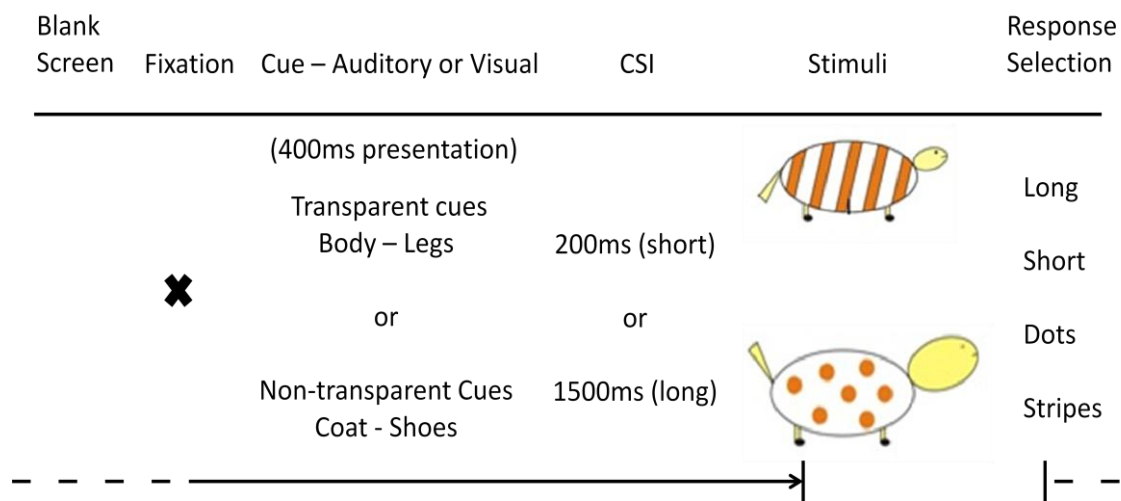 Blank Screen
Fixation
Cue – Auditory or Visual
CSI
Stimuli
Response Selection
(400ms presentation)
Transparent cues
Body – Legs
or
Non-transparent Cues
Coat - Shoes
200ms (short)
or
1500ms (long)
Long
Short
Dots
Stripes